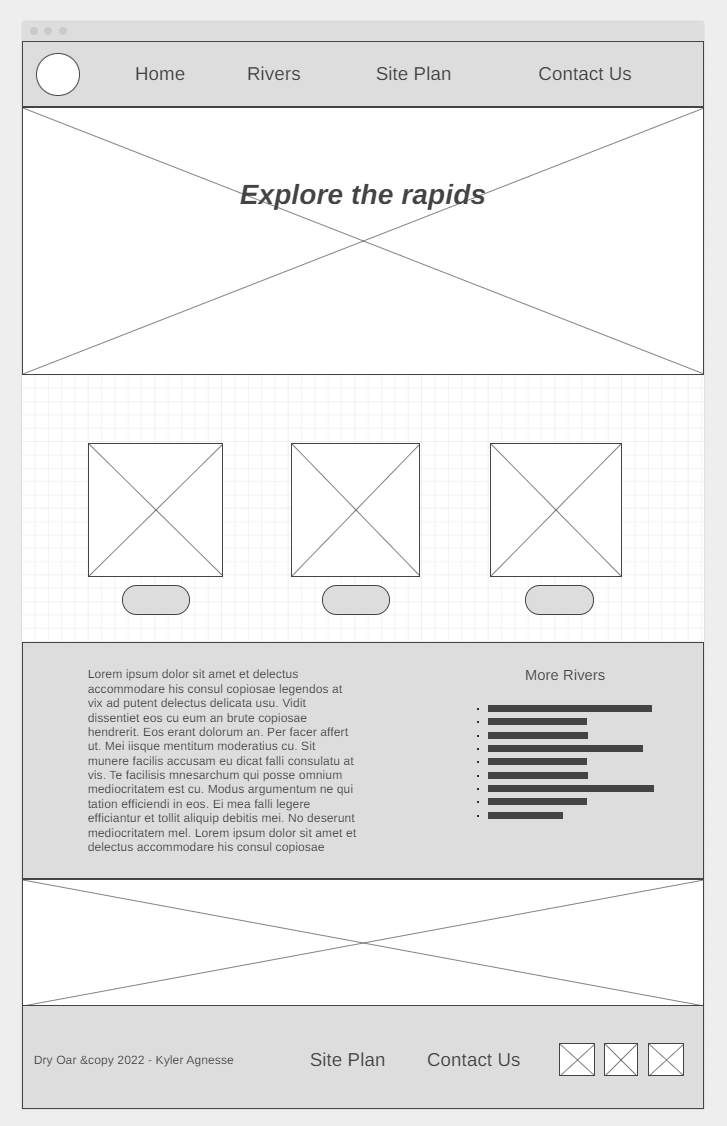 Home Rivers Site Plan Contact Us
Explore the rapids
Lorem ipsum dolor sit amet et delectus
accommodare his consul copiosae legendos at
vix ad putent delectus delicata usu. Vidit
dissentiet eos cu eum an brute copiosae
hendrerit. Eos erant dolorum an. Per facer affert
ut. Mei iisque mentitum moderatius cu. Sit
munere facilis accusam eu dicat falli consulatu at
vis. Te facilisis mnesarchum qui posse omnium
mediocritatem est cu. Modus argumentum ne qui
tation efficiendi in eos. Ei mea falli legere
efficiantur et tollit aliquip debitis mei. No deserunt
mediocritatem mel. Lorem ipsum dolor sit amet et
delectus accommodare his consul copiosae
More Rivers
Dry Oar &copy 2022 - Kyler Agnesse
Site Plan Contact Us